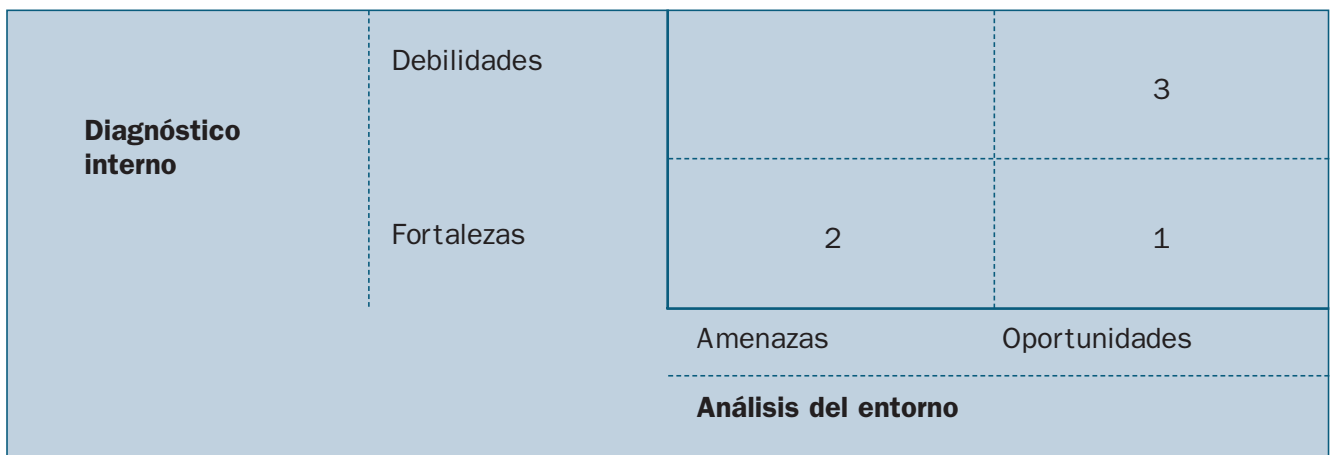 Debilidades
3
Diagnóstico
interno
Fortalezas
2
1
Amenazas
Oportunidades
Análisis del entorno